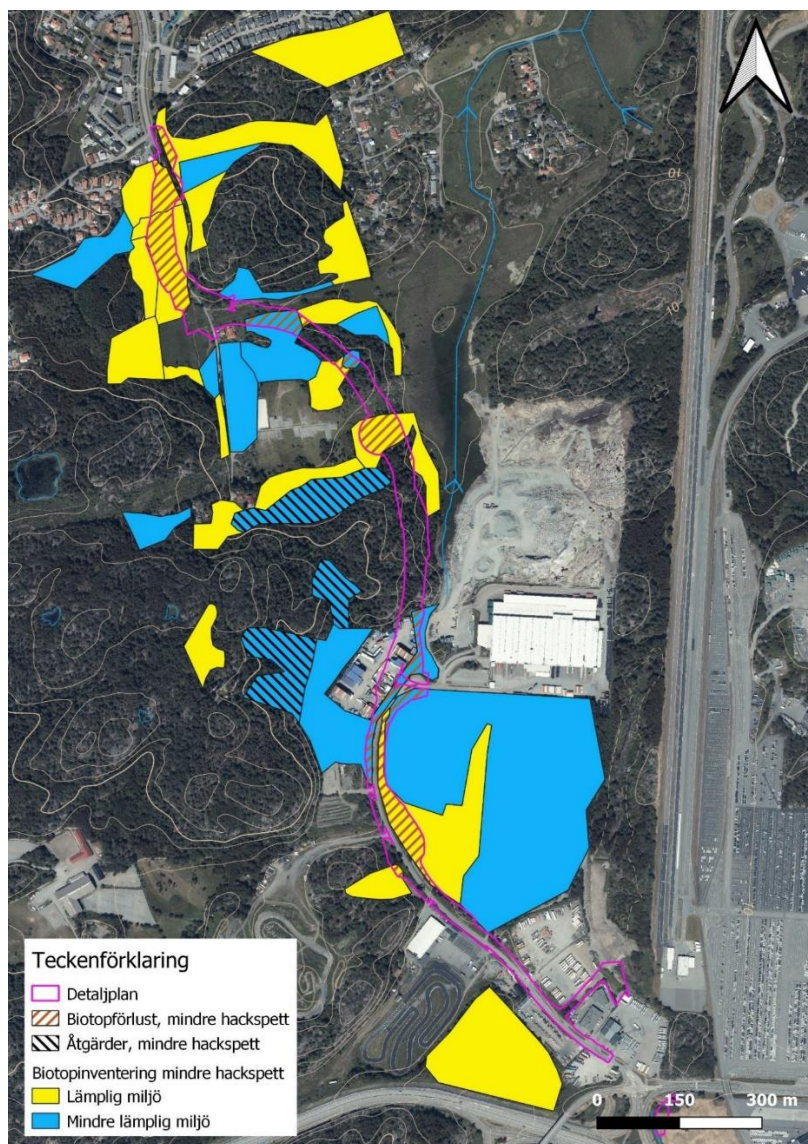 10
10
Teckenförklaring
Detaljplan
Biotopförlust, mindre hackspett
Åtgärder, mindre hackspett
Biotopinventering mindre hackspett
Lämplig miljö
Mindre lämplig miljö
0 150 300 m